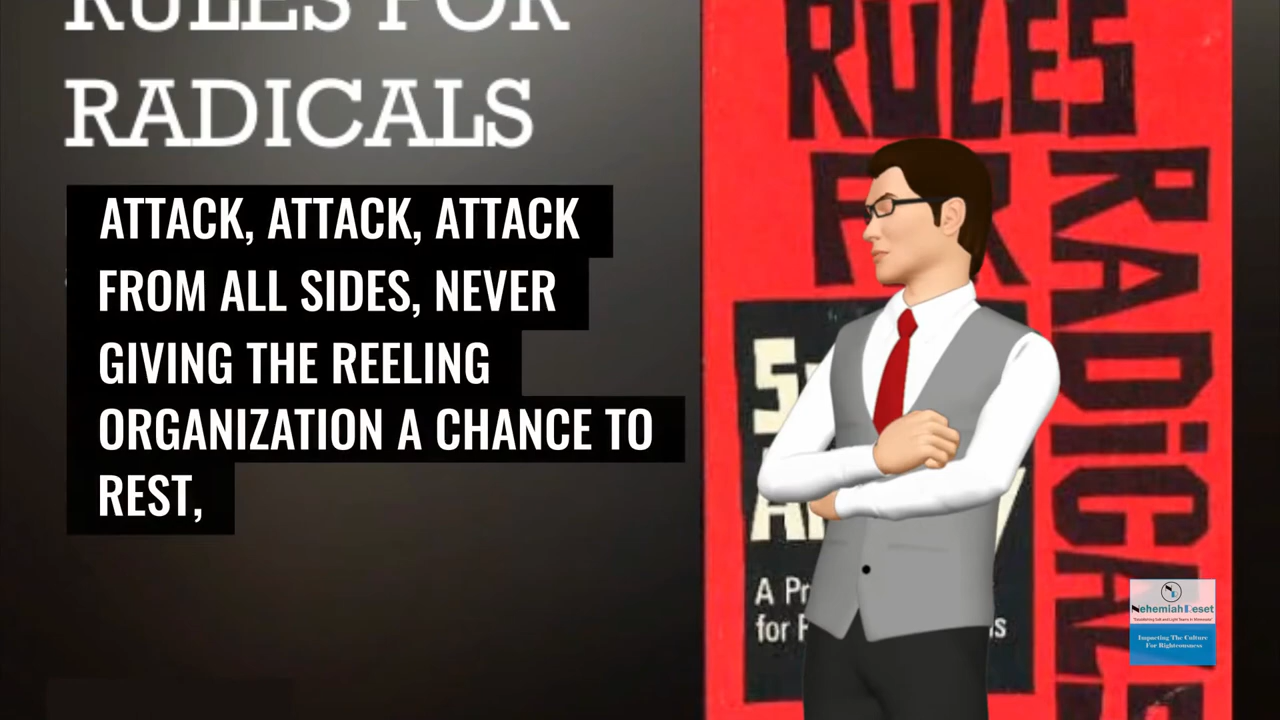 RULES FOR
RADICALS
ATTACK, ATTACK, ATTACK
FROM ALL SIDES, NEVER
GIVING THE REELING
ORGANIZATION A CHANCE TO
REST,
RULES
FOR
RADiCALS
A Pr
for R
Nehemiah Reset
Impacting The Culture
For Righteousness